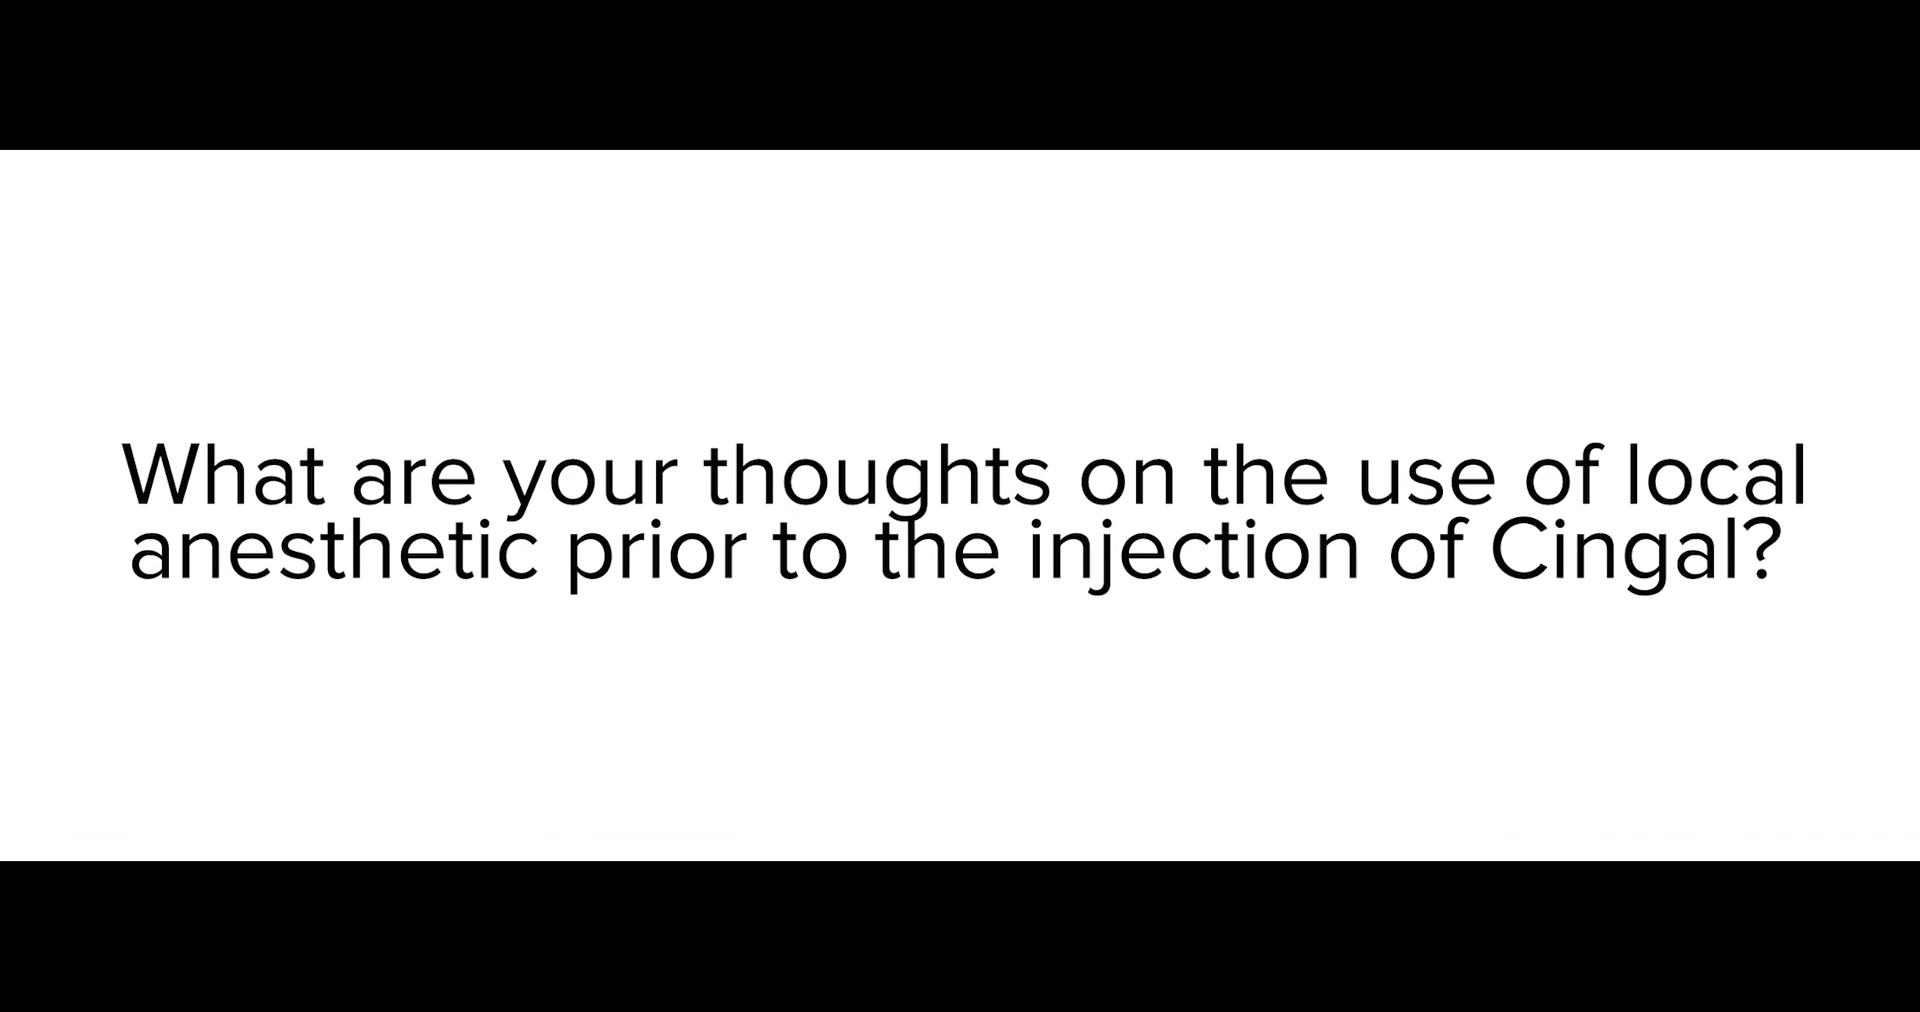 What are your thoughts on the use of local
anesthetic prior to the injection of Cingal?